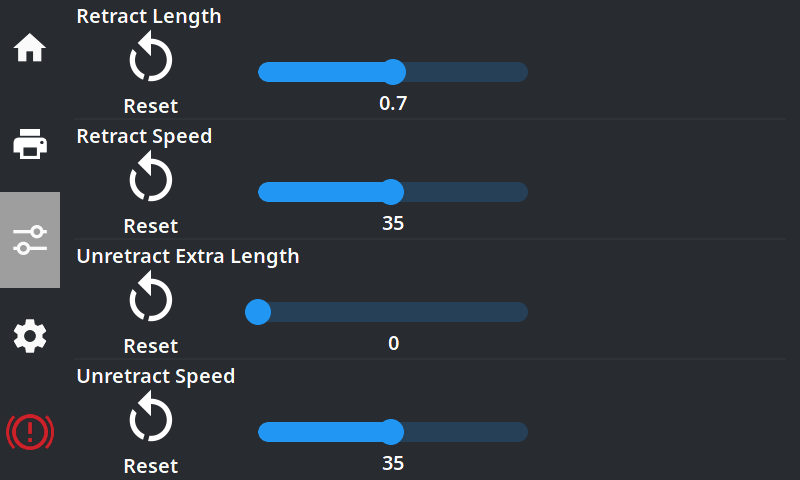 Retract Length
Reset
0.7
Retract Speed
Reset
35
Unretract Extra Length
Reset
0
Unretract Speed
Reset
35